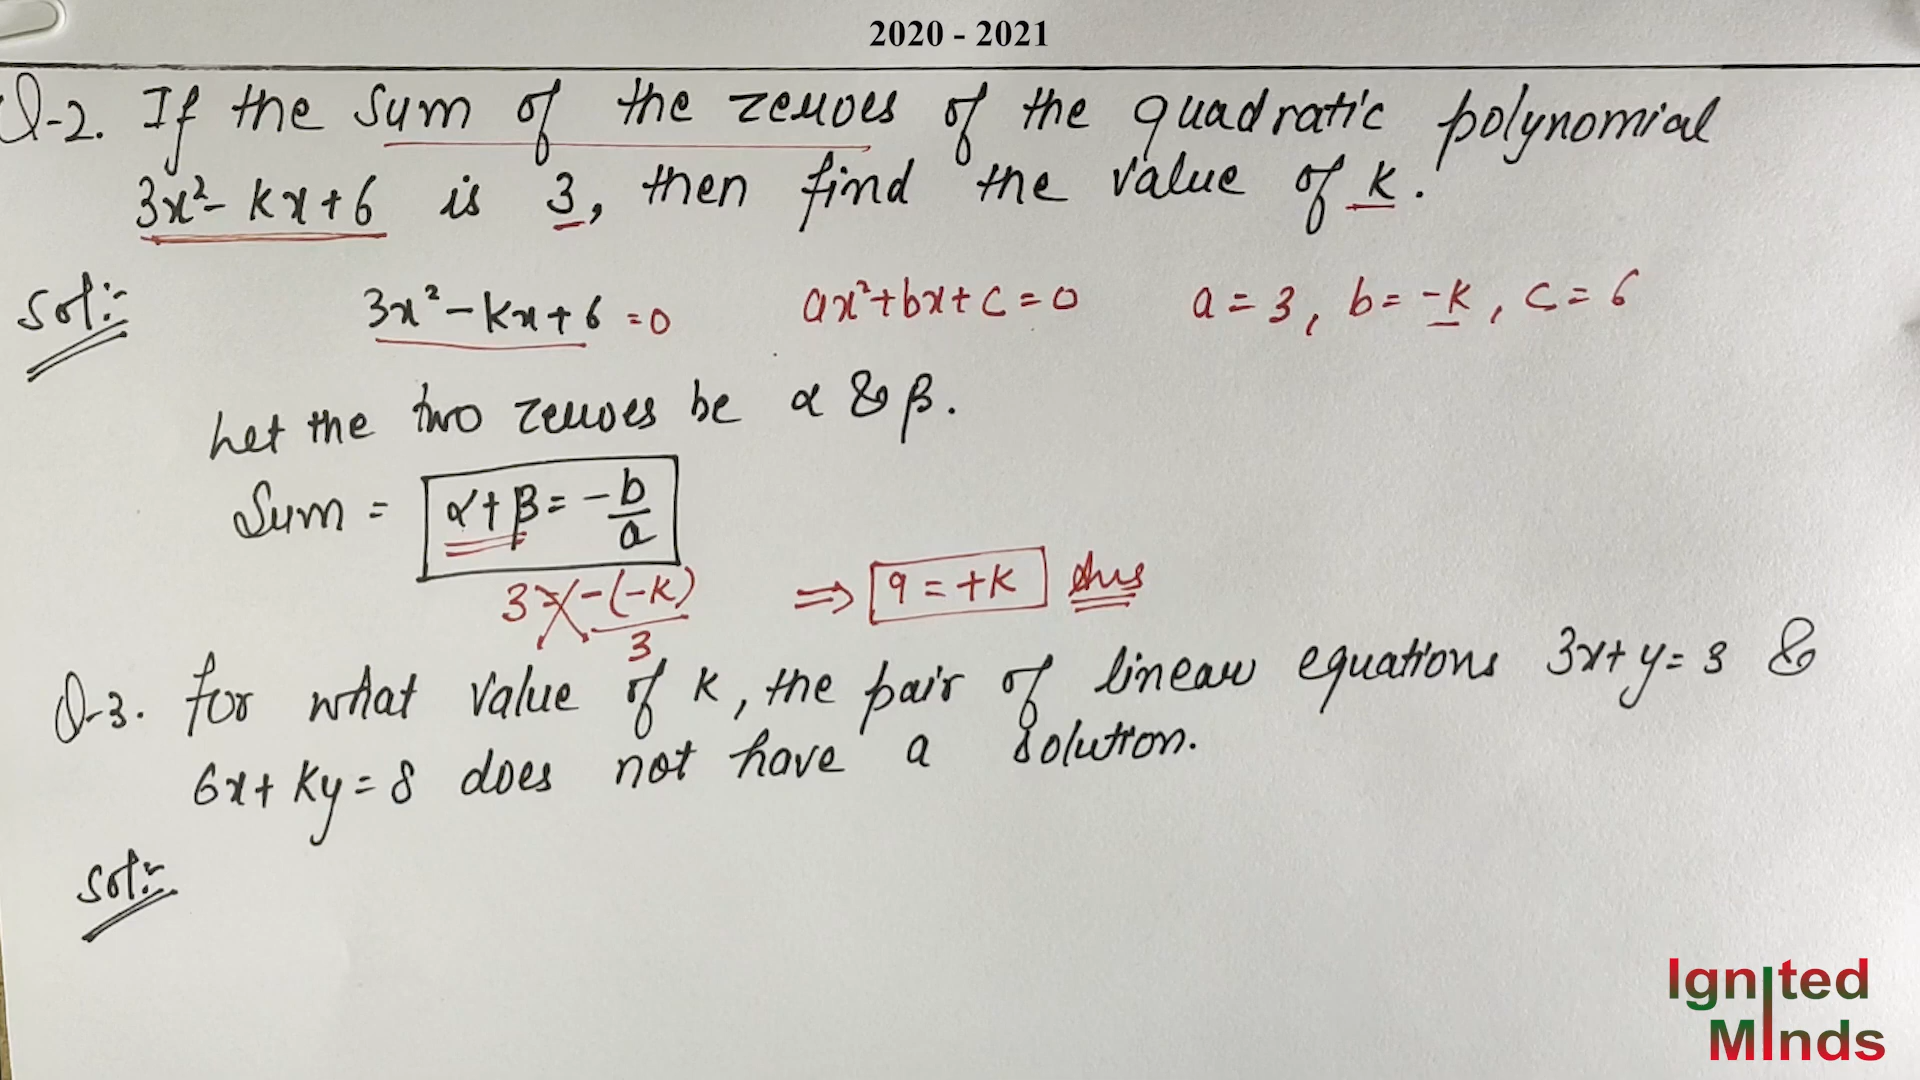 2020 - 2021
Q-2. If the sum of the zeroes of the quadratic polynomial
3x²- kx+6 is 3, then find the value of k.
Sol:-
3x²-kx+6 =0 ax²+bx+c=0 a=3, b=-k, c=6
Let the two zeroes be α & β.
Sum = α+β = -b/a
3 = -(-k)/3 ⇒ 9=+k Ans
Q-3. for what value of k, the pair of linear equations 3x+y=3 &
6x+ky=8 does not have a solution.
Sol:-
Ignited
Minds